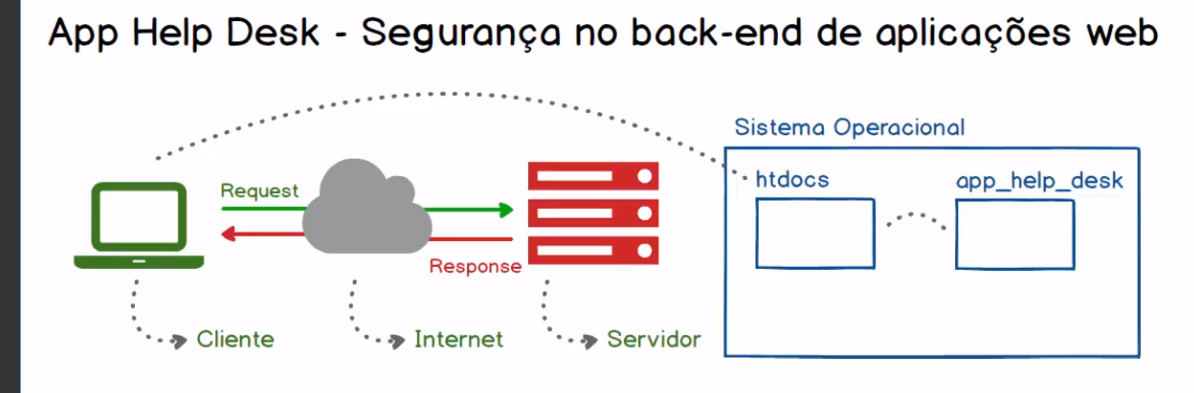 App Help Desk - Segurança no back-end de aplicações web
Sistema Operacional
htdocs
app_help_desk
Request
Response
Cliente
Internet
Servidor